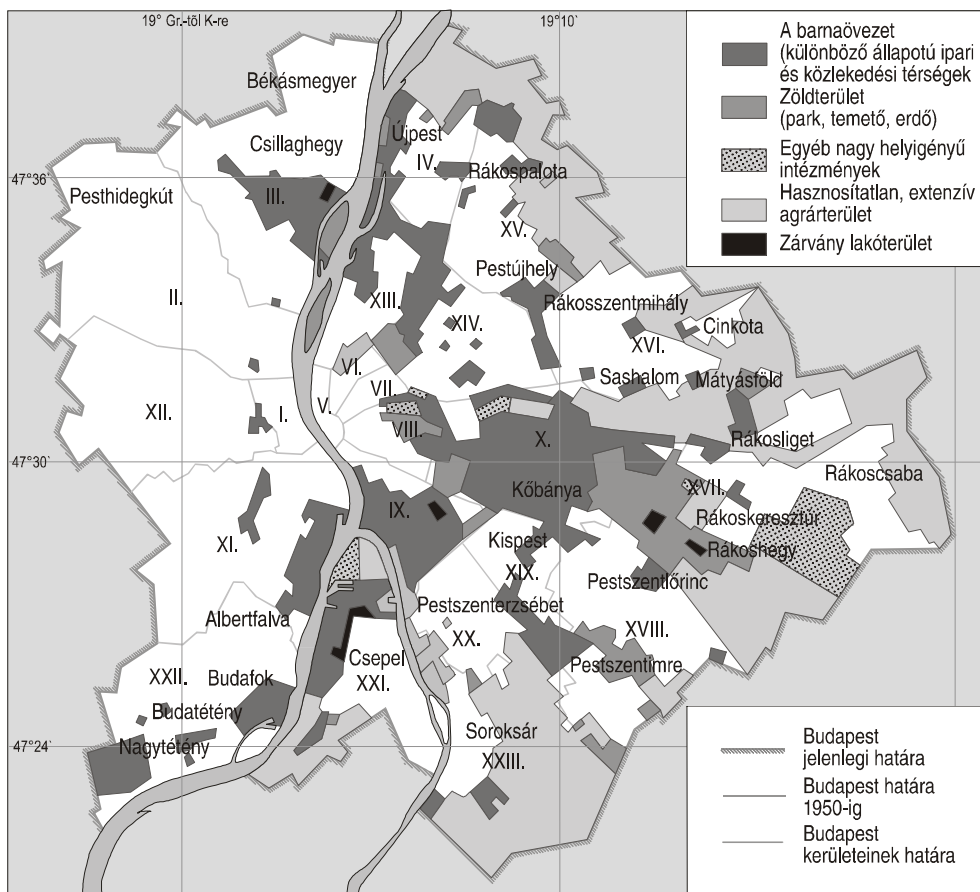 19° Gr.-től K-re
19°10'
A barnaövezet
(különböző állapotú ipari
és közlekedési térségek
Zöldterület
(park, temető, erdő)
Egyéb nagy helyigényű
intézmények
Hasznosítatlan, extenzív
agrárterület
Zárvány lakóterület
Békásmegyer
Csillaghegy
Újpest
IV.
Rákospalota
47°36'
Pesthidegkút
III.
XV.
Pestújhely
II.
XIII.
XIV.
Rákosszentmihály
Cinkota
XVI.
VI.
Sashalom
Mátyásföld
VII.
XII.
I.
V.
VIII.
X.
Rákosliget
47°30'
Rákoscsaba
Kőbánya
XVII.
IX.
Rákoskeresztúr
Kispest
Rákoshegy
XI.
XIX.
Pestszentlőrinc
Albertfalva
Pestszenterzsébet
XX.
XVIII.
Csepel
Pestszentimre
XXII.
Budafok
XXI.
Budatétény
Soroksár
47°24'
Nagytétény
XXIII.
Budapest
jelenlegi határa
Budapest határa
1950-ig
Budapest
kerületeinek határa